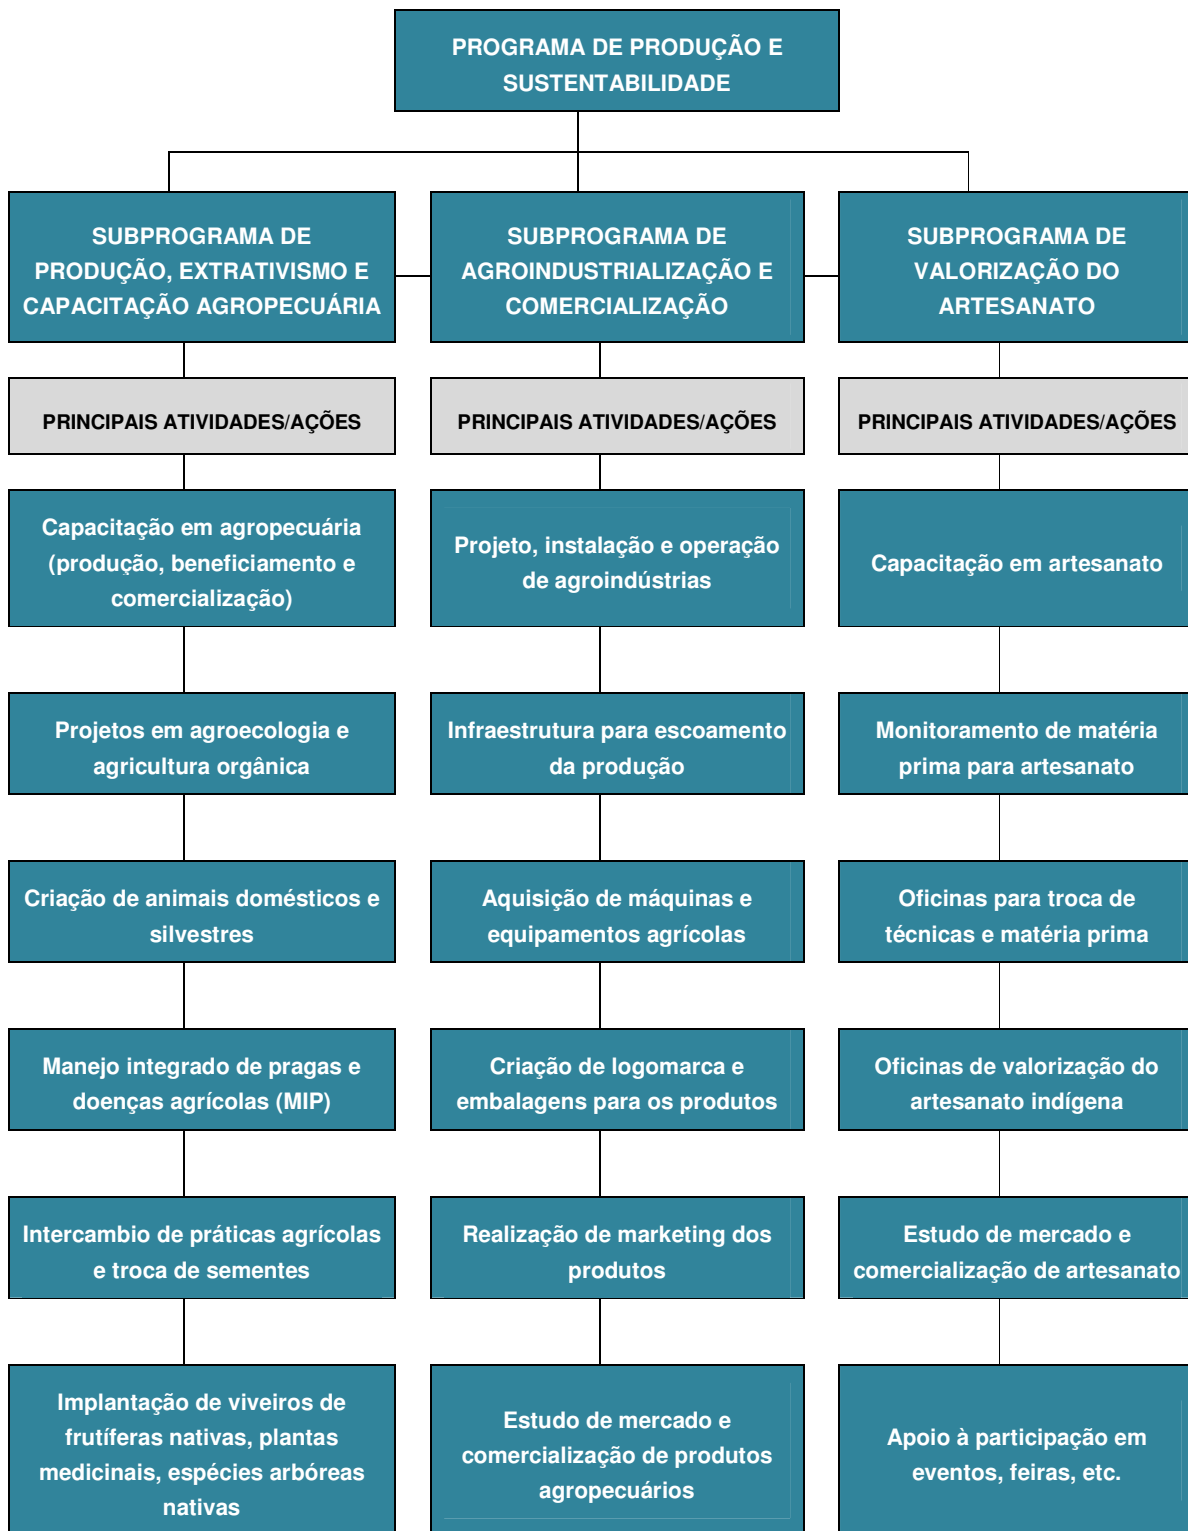 PROGRAMA DE PRODUÇÃO E
SUSTENTABILIDADE
SUBPROGRAMA DE
PRODUÇÃO, EXTRATIVISMO E
CAPACITAÇÃO AGROPECUÁRIA
SUBPROGRAMA DE
AGROINDUSTRIALIZAÇÃO E
COMERCIALIZAÇÃO
SUBPROGRAMA DE
VALORIZAÇÃO DO
ARTESANATO
PRINCIPAIS ATIVIDADES/AÇÕES
PRINCIPAIS ATIVIDADES/AÇÕES
PRINCIPAIS ATIVIDADES/AÇÕES
Capacitação em agropecuária
(produção, beneficiamento e
comercialização)
Projeto, instalação e operação
de agroindústrias
Capacitação em artesanato
Projetos em agroecologia e
agricultura orgânica
Infraestrutura para escoamento
da produção
Monitoramento de matéria
prima para artesanato
Criação de animais domésticos e
silvestres
Aquisição de máquinas e
equipamentos agrícolas
Oficinas para troca de
técnicas e matéria prima
Manejo integrado de pragas e
doenças agrícolas (MIP)
Criação de logomarca e
embalagens para os produtos
Oficinas de valorização do
artesanato indígena
Intercambio de práticas agrícolas
e troca de sementes
Realização de marketing dos
produtos
Estudo de mercado e
comercialização de artesanato
Implantação de viveiros de
frutíferas nativas, plantas
medicinais, espécies arbóreas
nativas
Estudo de mercado e
comercialização de produtos
agropecuários
Apoio à participação em
eventos, feiras, etc.